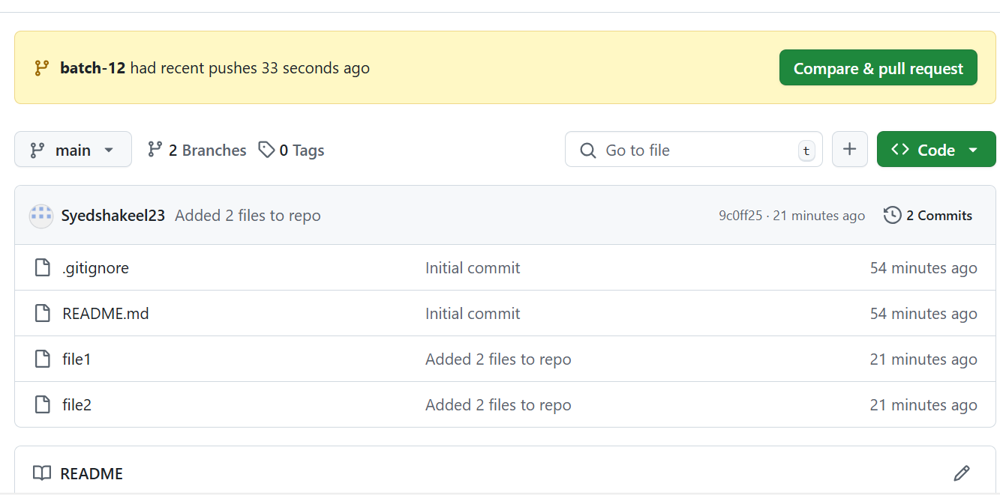 batch-12 had recent pushes 33 seconds ago Compare & pull request
main 2 Branches 0 Tags Go to file t + Code
Syedshakeel23 Added 2 files to repo 9c0ff25 · 21 minutes ago 2 Commits
.gitignore Initial commit 54 minutes ago
README.md Initial commit 54 minutes ago
file1 Added 2 files to repo 21 minutes ago
file2 Added 2 files to repo 21 minutes ago
README